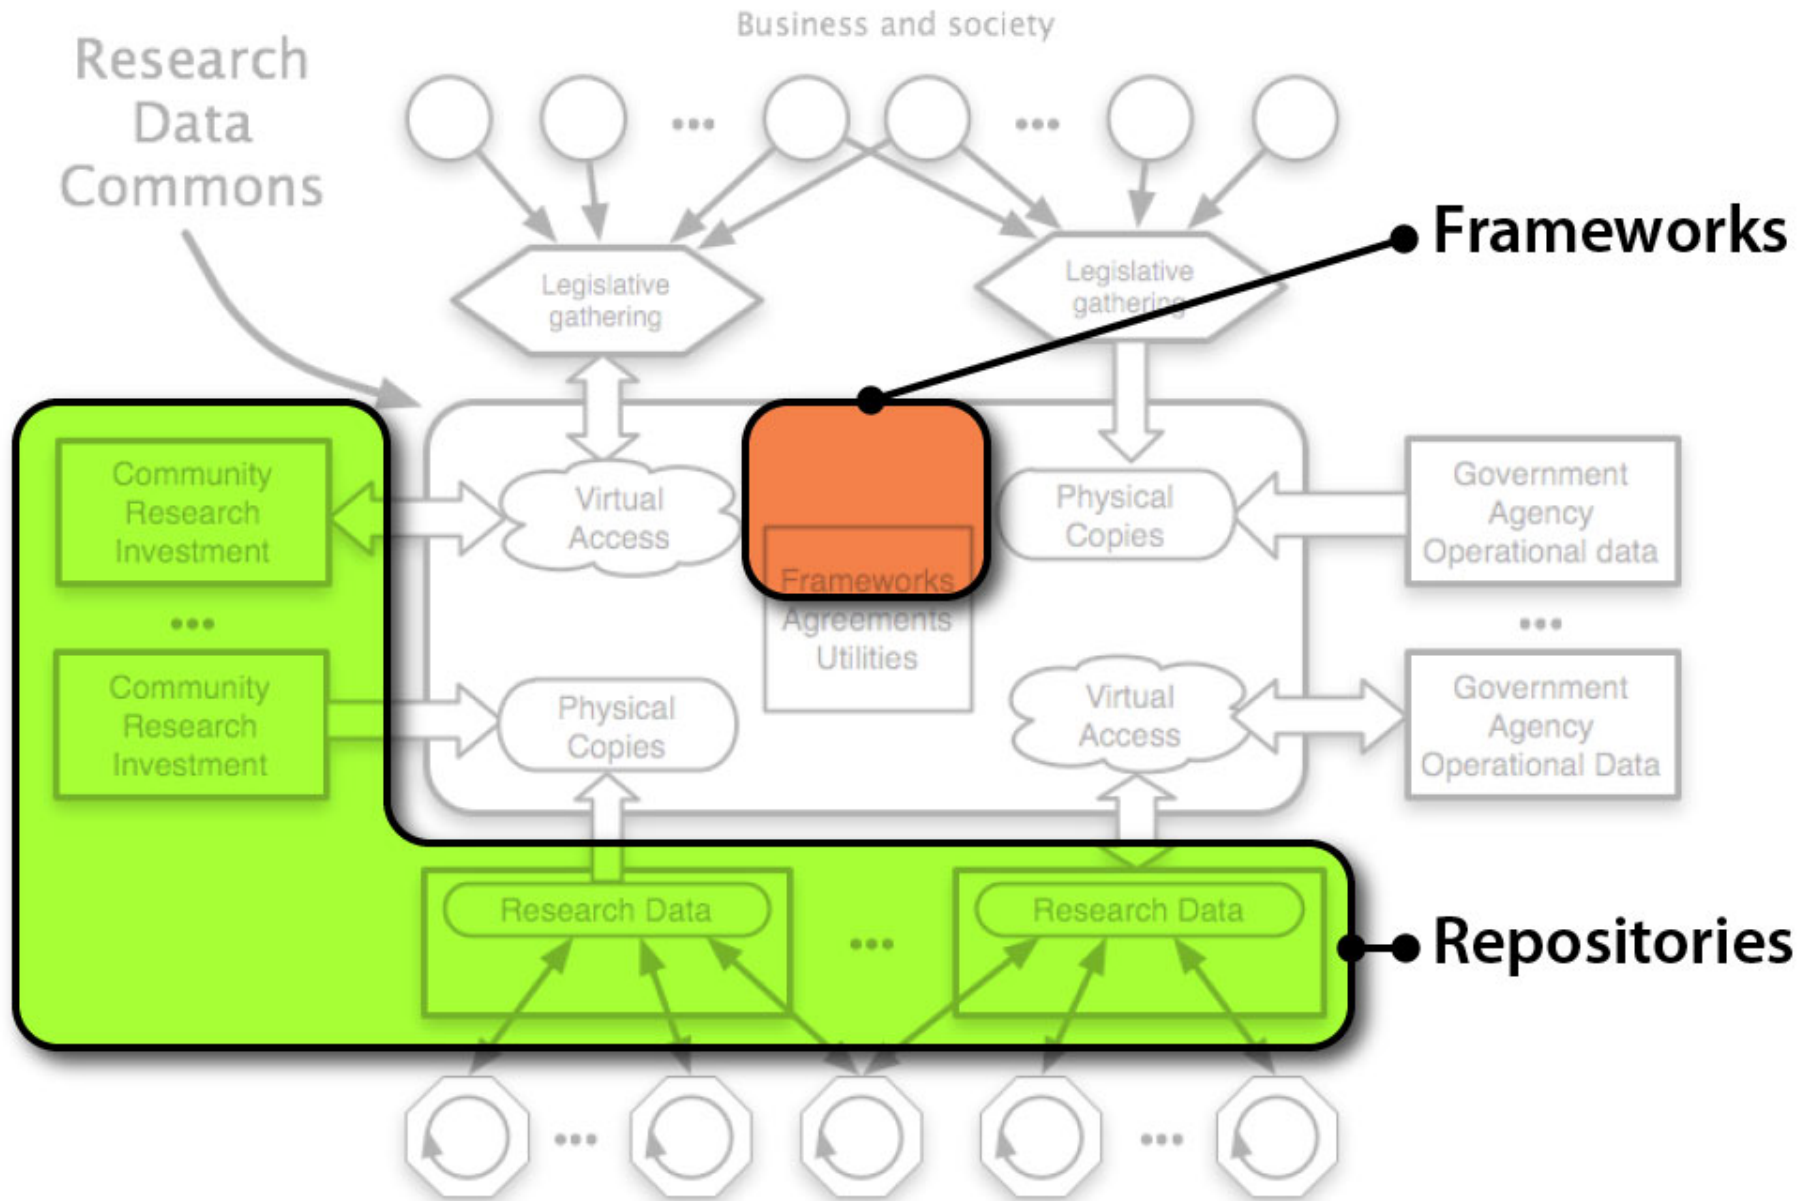 Business and society
Research
Data
Commons
...
...
Frameworks
Legislative
gathering
Legislative
gathering
Community
Research
Investment
Virtual
Access
Physical
Copies
Government
Agency
Operational data
...
Frameworks
Agreements
Utilities
...
Community
Research
Investment
Physical
Copies
Virtual
Access
Government
Agency
Operational Data
Research Data
...
Research Data
Repositories
...
...